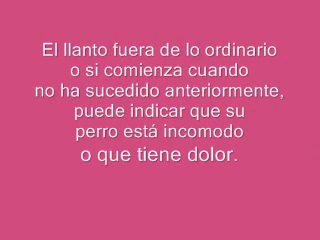 El llanto fuera de lo ordinario
o si comienza cuando
no ha sucedido anteriormente,
puede indicar que su
perro está incomodo
o que tiene dolor.